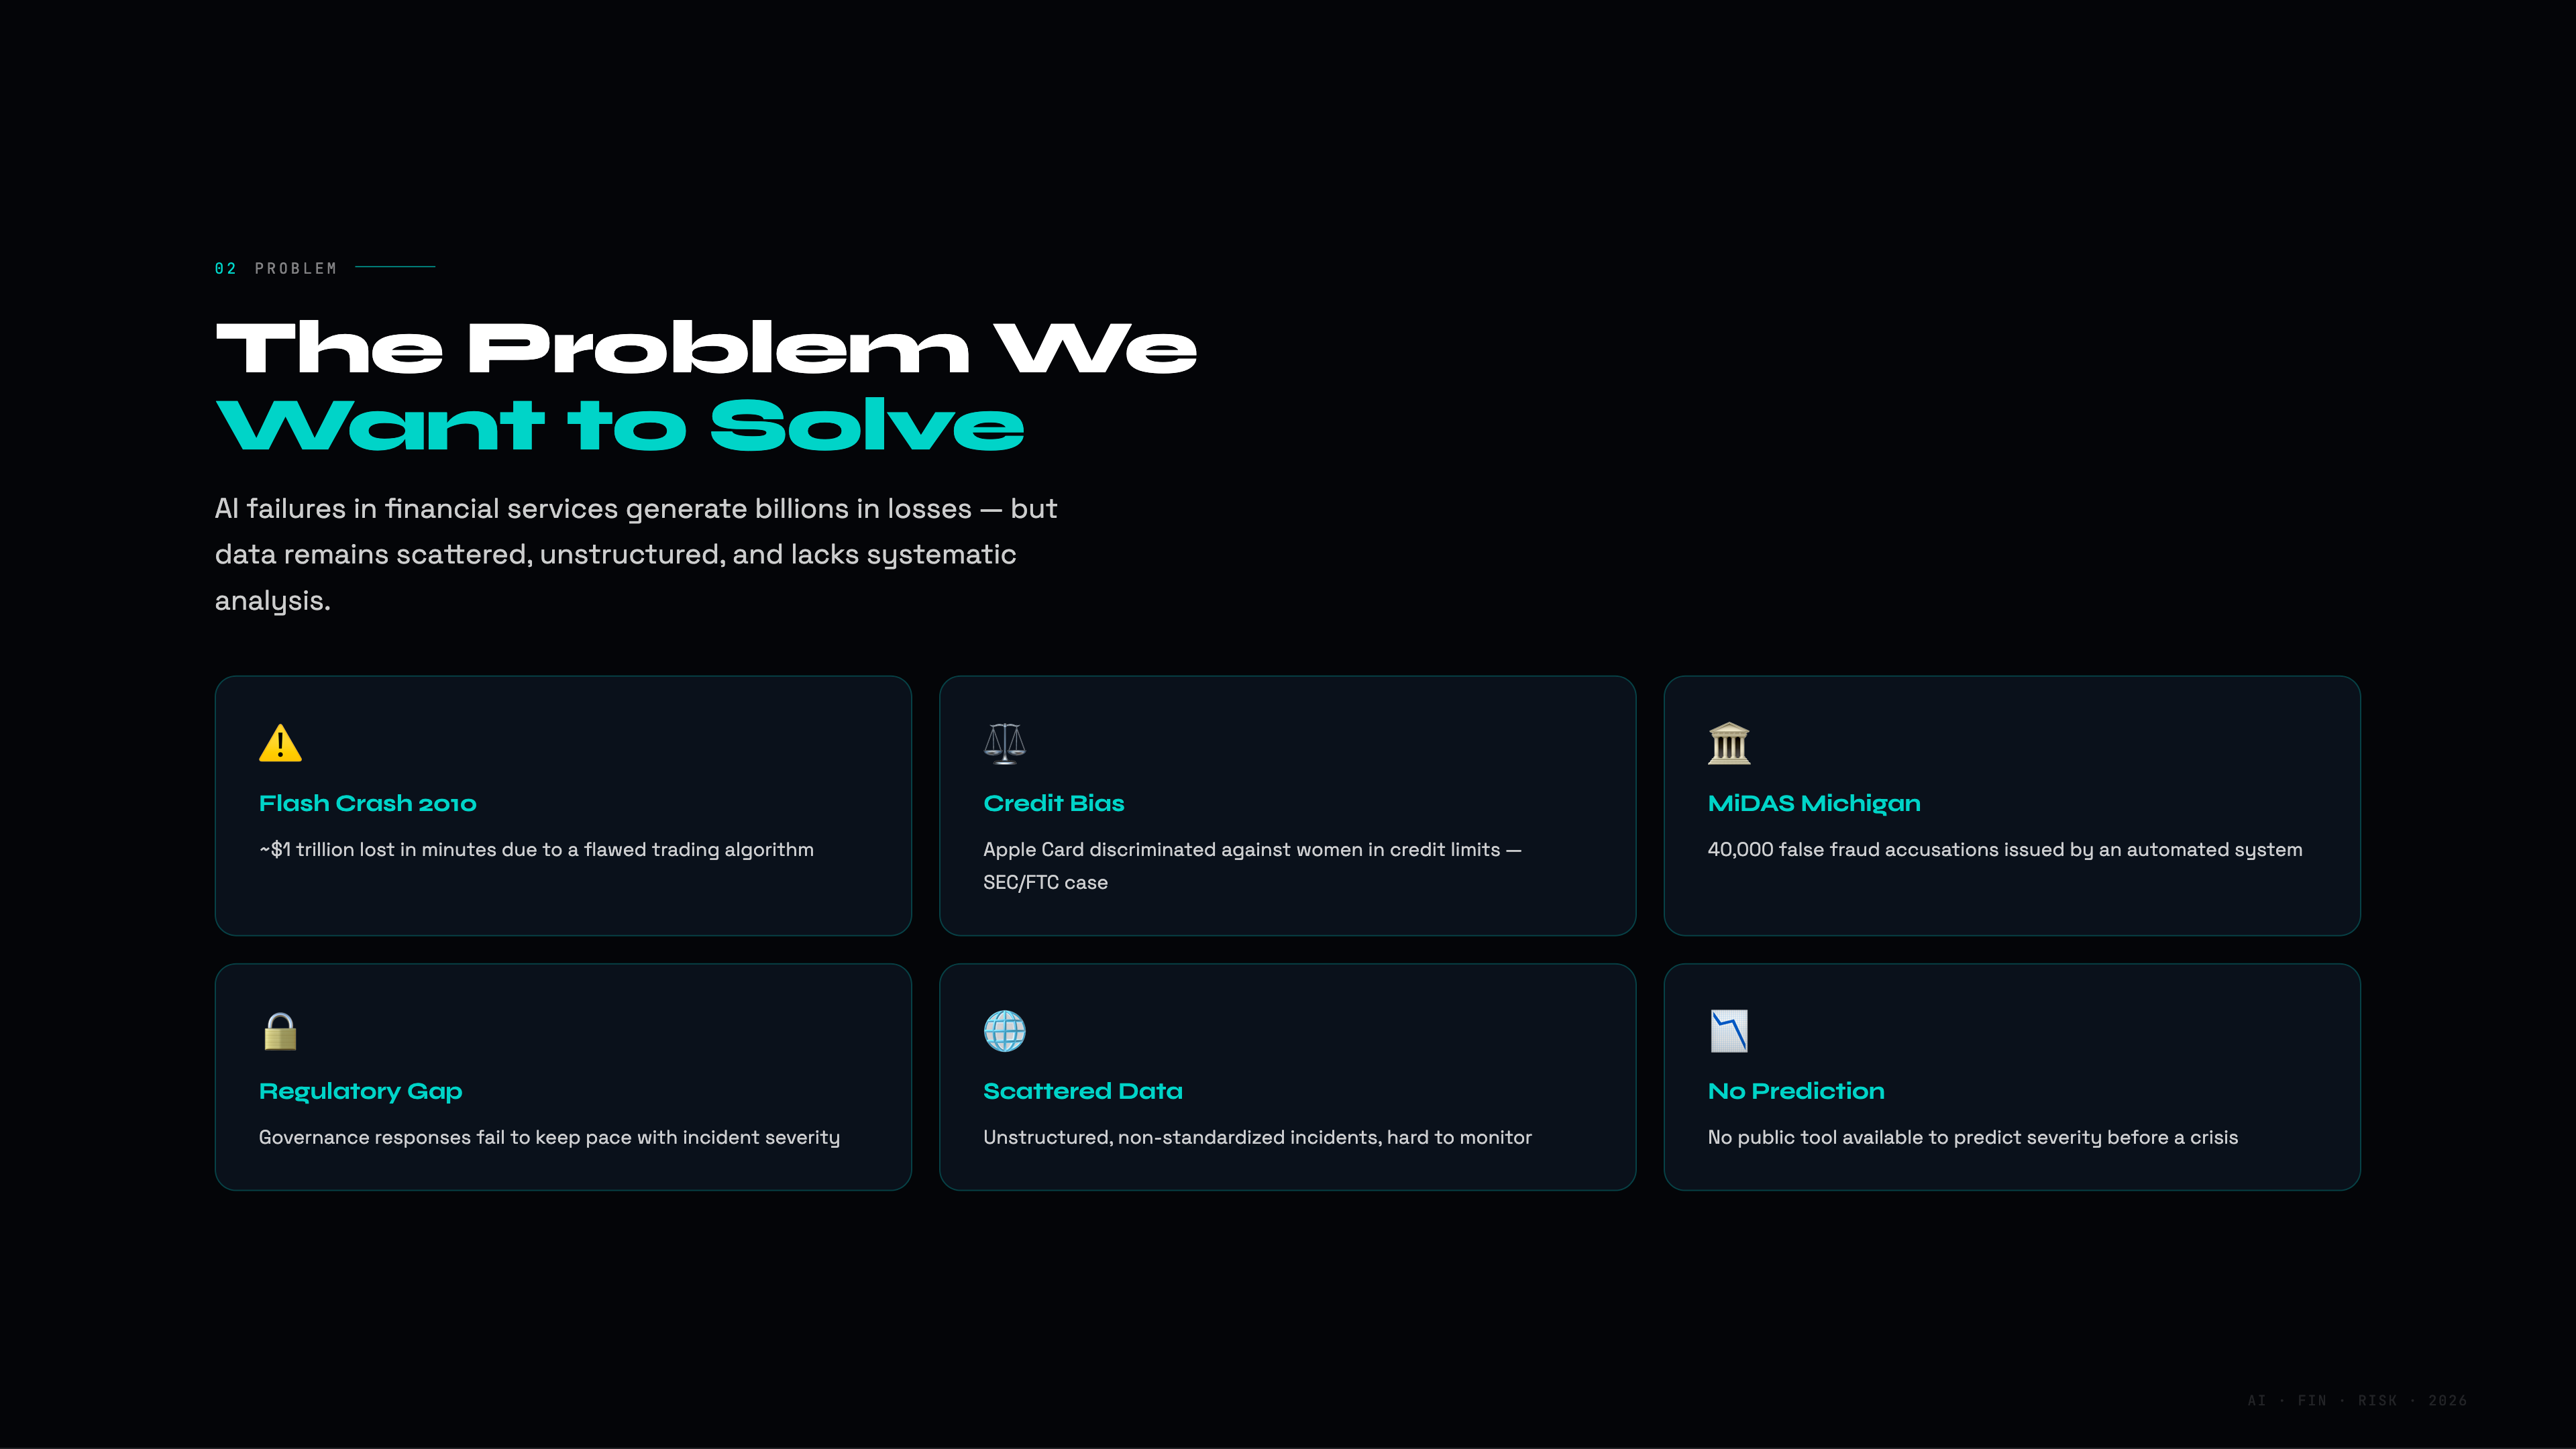 02 PROBLEM
The Problem We
Want to Solve
AI failures in financial services generate billions in losses — but
data remains scattered, unstructured, and lacks systematic
analysis.
Flash Crash 2010
~$1 trillion lost in minutes due to a flawed trading algorithm
Credit Bias
Apple Card discriminated against women in credit limits —
SEC/FTC case
MiDAS Michigan
40,000 false fraud accusations issued by an automated system
Regulatory Gap
Governance responses fail to keep pace with incident severity
Scattered Data
Unstructured, non-standardized incidents, hard to monitor
No Prediction
No public tool available to predict severity before a crisis
AI · FIN · RISK · 2026